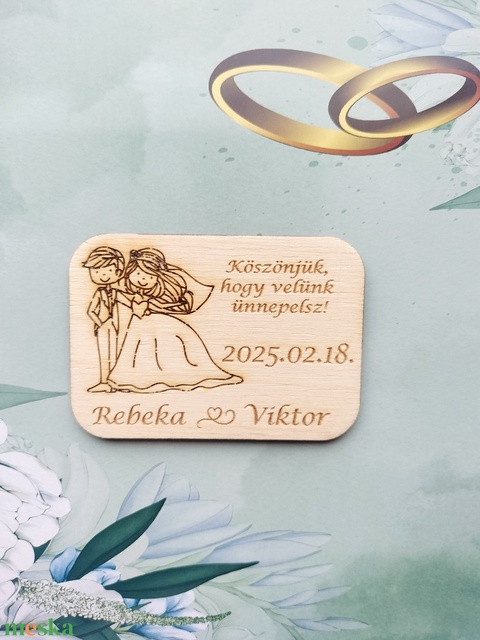 Köszönjük,
hogy velünk
ünnepelsz!
2025.02.18.
Rebeka Viktor
meska